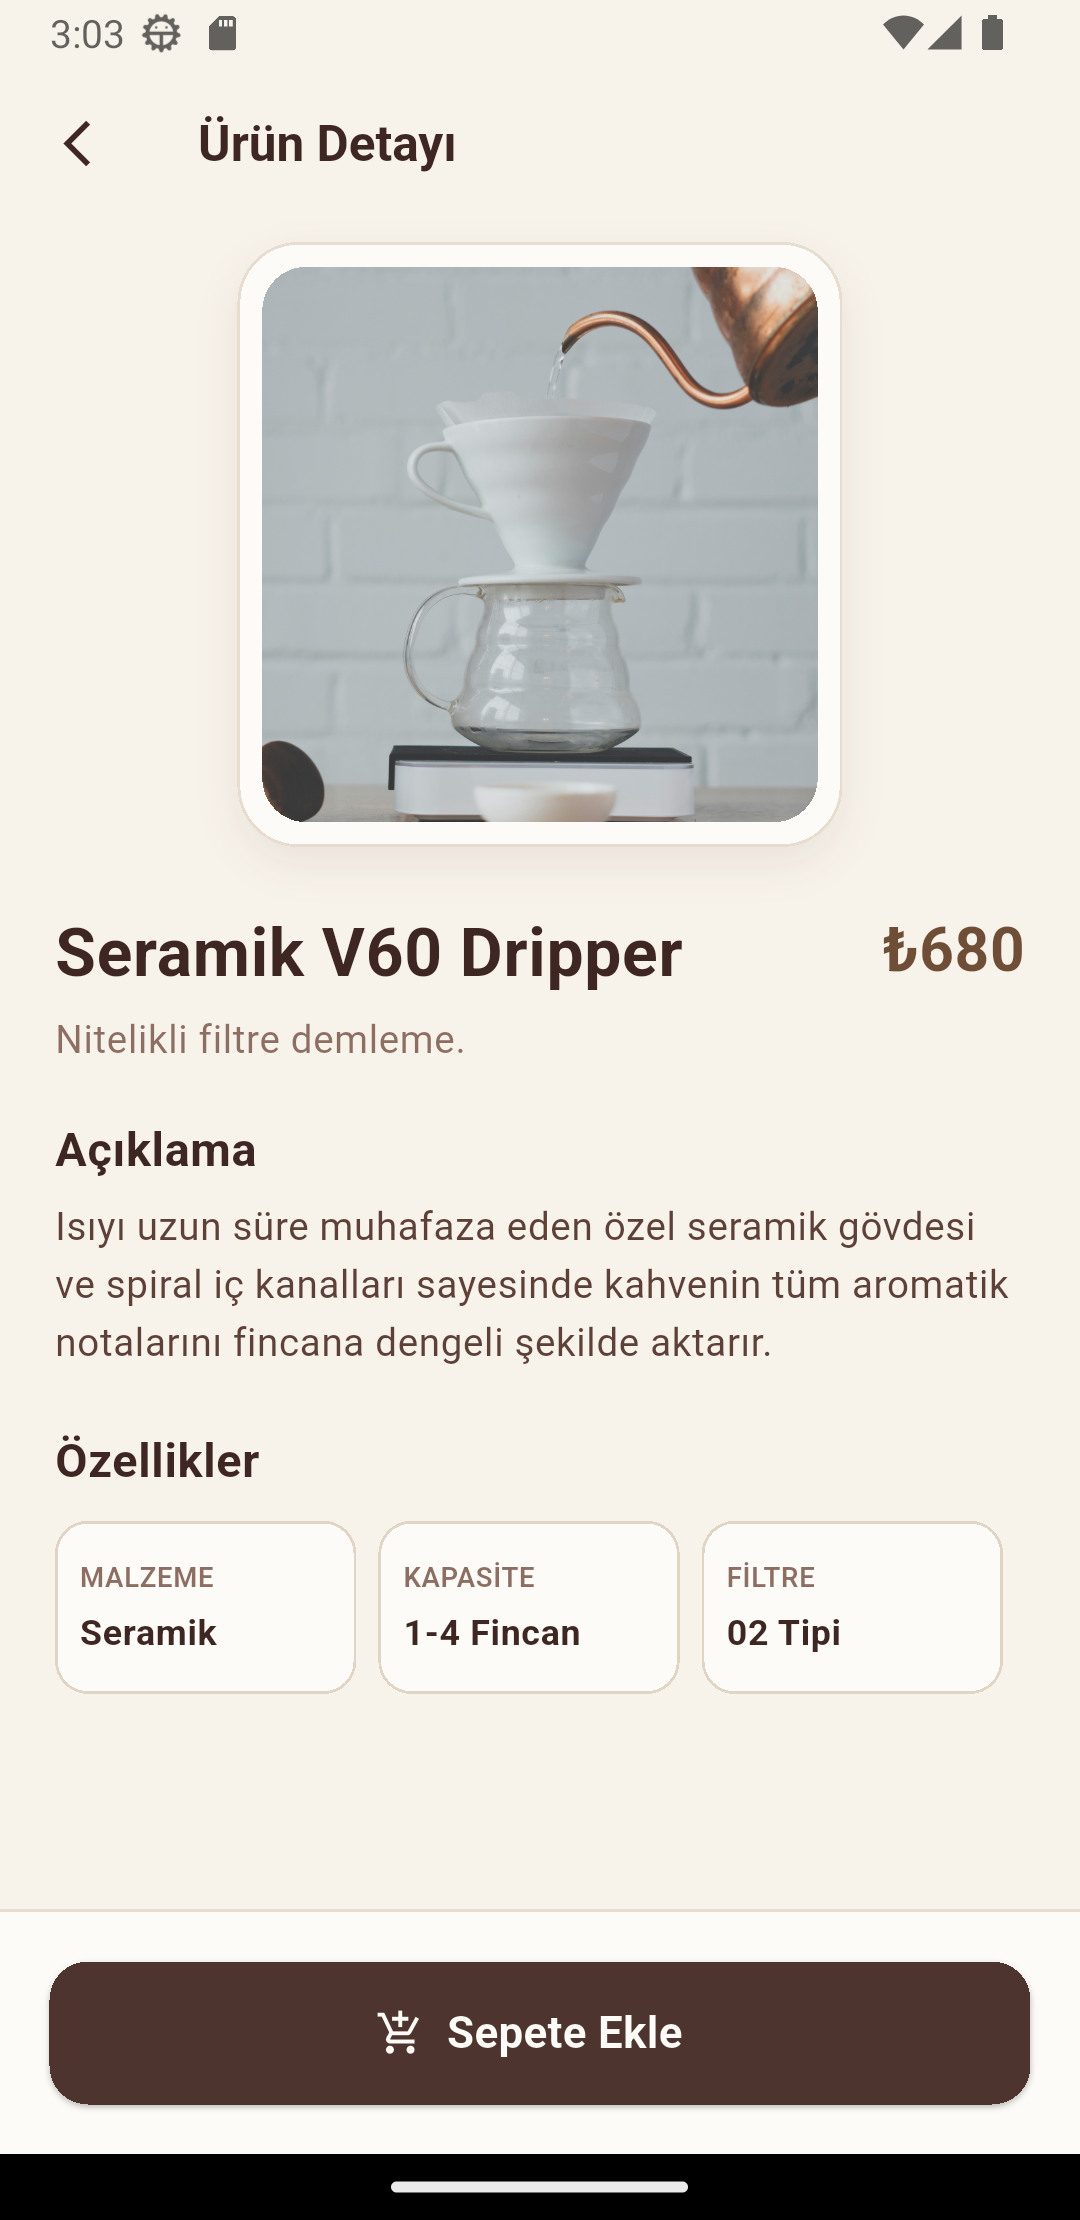 3:03
Ürün Detayı
Seramik V60 Dripper
₺680
Nitelikli filtre demleme.
Açıklama
Isıyı uzun süre muhafaza eden özel seramik gövdesi
ve spiral iç kanalları sayesinde kahvenin tüm aromatik
notalarını fincana dengeli şekilde aktarır.
Özellikler
MALZEME
Seramik
KAPASİTE
1-4 Fincan
FİLTRE
02 Tipi
Sepete Ekle